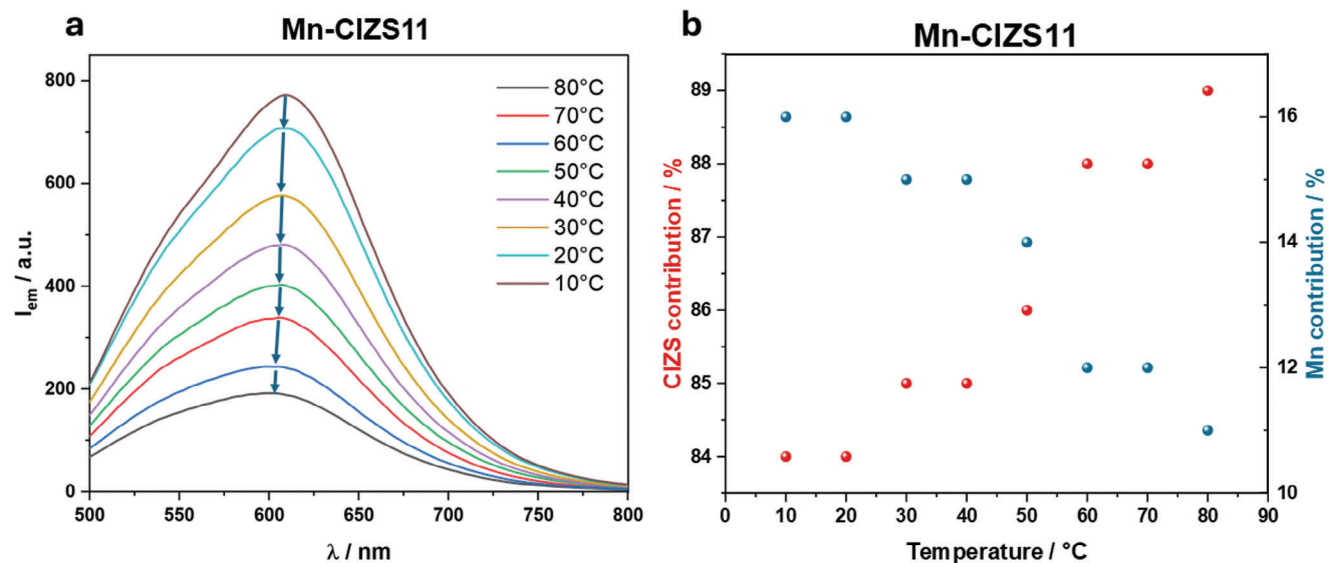 a
Mn-CIZS11
800
600
400
200
0
500
550
600
650
700
750
800
λ / nm
I_em / a.u.
80°C
70°C
60°C
50°C
40°C
30°C
20°C
10°C
b
Mn-CIZS11
89
88
87
86
85
84
CIZS contribution / %
16
14
12
10
Mn contribution / %
0
10
20
30
40
50
60
70
80
90
Temperature / °C